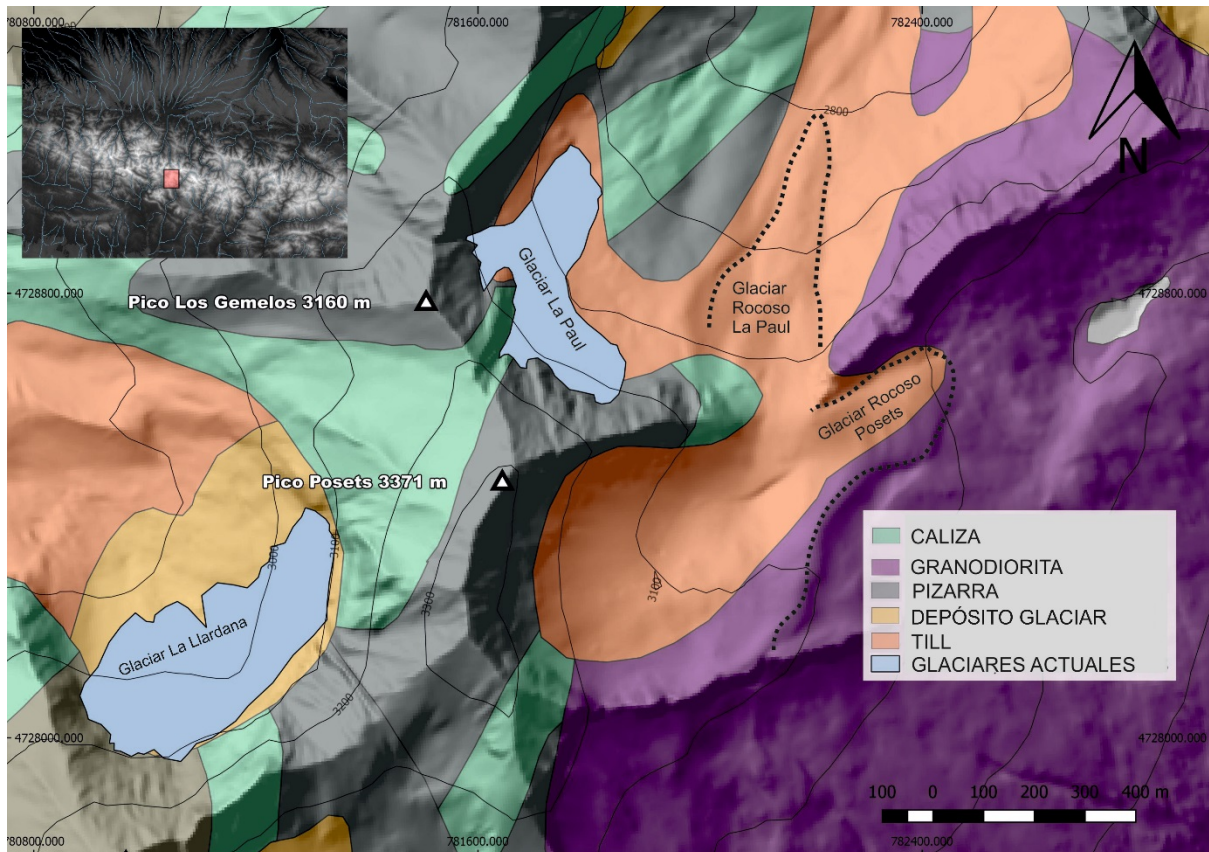 780800.000
781600.000
782400.000
2800
N
Pico Los Gemelos 3160 m
4728800.000
4728800.000
Glaciar La Paul
Glaciar
Rocoso
La Paul
Glaciar Rocoso
Posets
Pico Posets 3371 m
3000
3100
3300
3100
3200
Glaciar La Llardana
CALIZA
GRANODIORITA
PIZARRA
DEPÓSITO GLACIAR
TILL
GLACIARES ACTUALES
4728000.000
4728000.000
100 0 100 200 300 400 m
780800.000
781600.000
782400.000